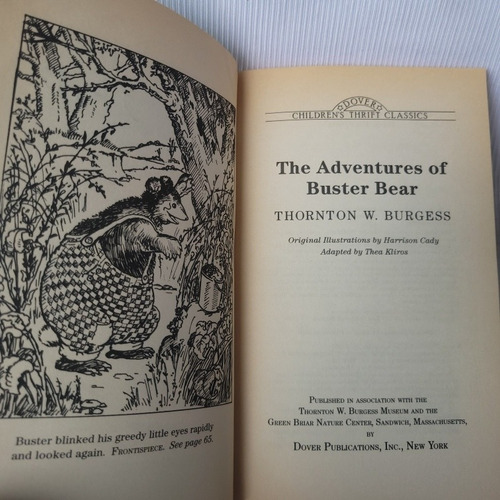 Buster blinked his greedy little eyes rapidly
and looked again. FRONTISPIECE. See page 65.
DOVER
CHILDREN'S THRIFT CLASSICS
The Adventures of
Buster Bear
THORNTON W. BURGESS
Original Illustrations by Harrison Cady
Adapted by Thea Kliros
PUBLISHED IN ASSOCIATION WITH THE
THORNTON W. BURGESS MUSEUM AND THE
GREEN BRIAR NATURE CENTER, SANDWICH, MASSACHUSETTS,
BY
DOVER PUBLICATIONS, INC., NEW YORK